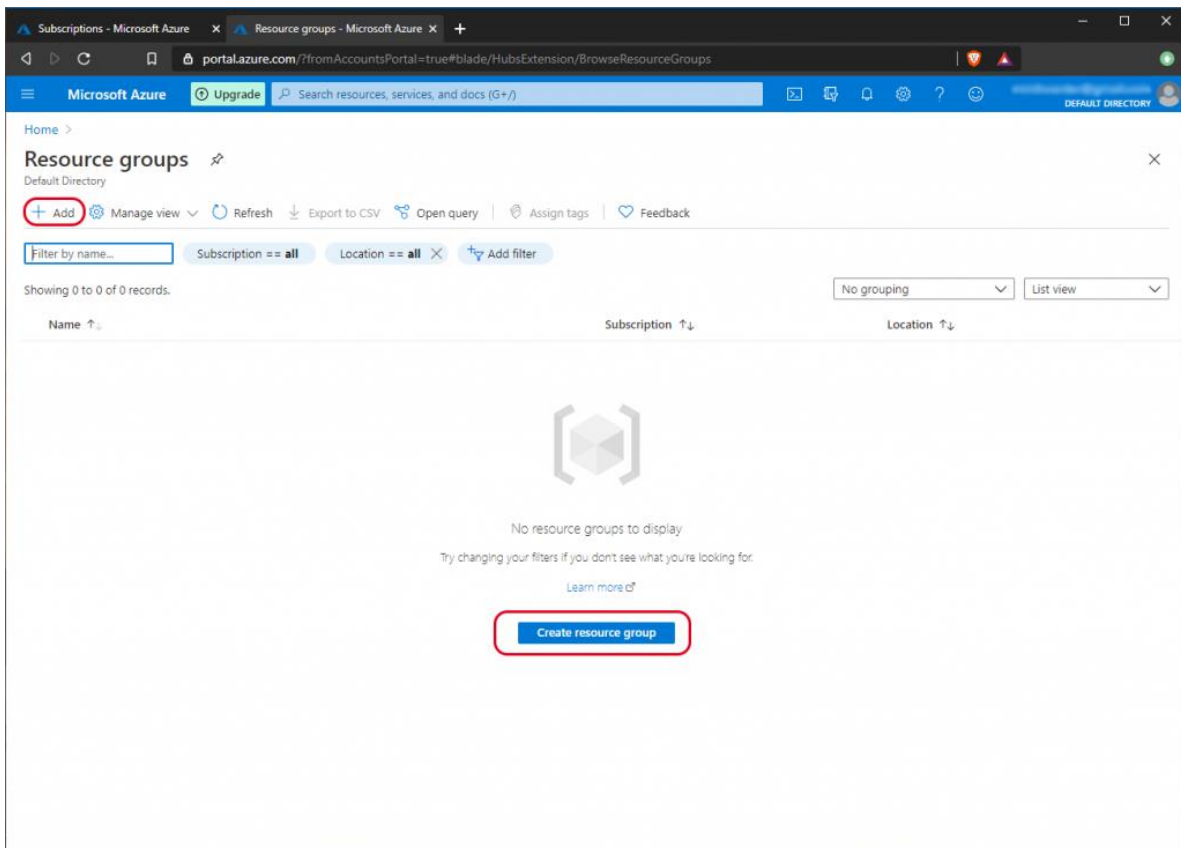 Subscriptions - Microsoft Azure Resource groups - Microsoft Azure
portal.azure.com/?fromAccountsPortal=true#blade/HubsExtension/BrowseResourceGroups
Microsoft Azure Upgrade Search resources, services, and docs (G+/)
DEFAULT DIRECTORY
Home >
Resource groups
Default Directory
+ Add Manage view Refresh Export to CSV Open query Assign tags Feedback
Filter by name... Subscription == all Location == all Add filter
Showing 0 to 0 of 0 records. No grouping List view
Name Subscription Location
No resource groups to display
Try changing your filters if you don't see what you're looking for.
Learn more
Create resource group